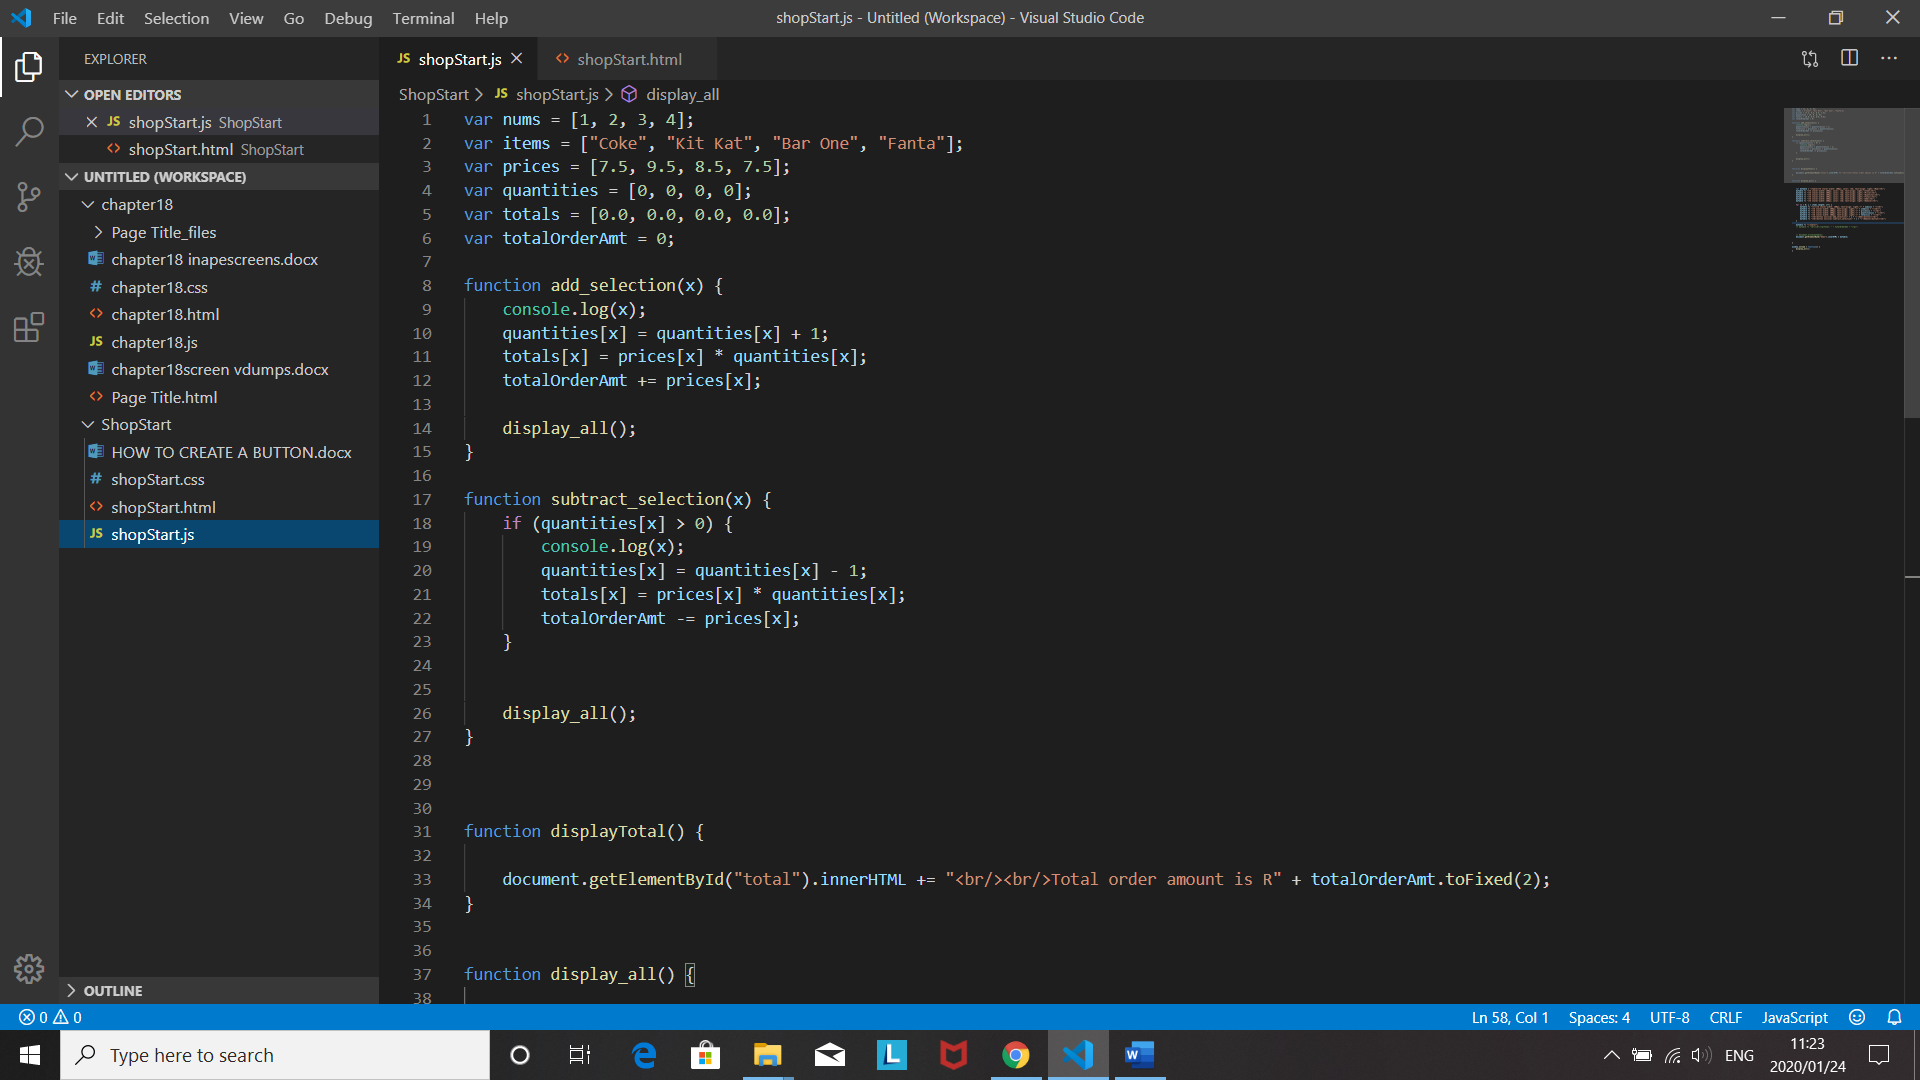 File Edit Selection View Go Debug Terminal Help
shopStart.js - Untitled (Workspace) - Visual Studio Code
EXPLORER
OPEN EDITORS
JS shopStart.js ShopStart
shopStart.html ShopStart
UNTITLED (WORKSPACE)
chapter18
Page Title_files
chapter18 inapescreens.docx
# chapter18.css
chapter18.html
JS chapter18.js
chapter18screen vdumps.docx
Page Title.html
ShopStart
HOW TO CREATE A BUTTON.docx
# shopStart.css
shopStart.html
JS shopStart.js
OUTLINE
JS shopStart.js
shopStart.html
ShopStart > JS shopStart.js > display_all
1 var nums = [1, 2, 3, 4];
2 var items = ["Coke", "Kit Kat", "Bar One", "Fanta"];
3 var prices = [7.5, 9.5, 8.5, 7.5];
4 var quantities = [0, 0, 0, 0];
5 var totals = [0.0, 0.0, 0.0, 0.0];
6 var totalOrderAmt = 0;
7
8 function add_selection(x) {
9 console.log(x);
10 quantities[x] = quantities[x] + 1;
11 totals[x] = prices[x] * quantities[x];
12 totalOrderAmt += prices[x];
13
14 display_all();
15 }
16
17 function subtract_selection(x) {
18 if (quantities[x] > 0) {
19 console.log(x);
20 quantities[x] = quantities[x] - 1;
21 totals[x] = prices[x] * quantities[x];
22 totalOrderAmt -= prices[x];
23 }
24
25
26 display_all();
27 }
28
29
30
31 function displayTotal() {
32
33 document.getElementById("total").innerHTML += "<br/><br/>Total order amount is R" + totalOrderAmt.toFixed(2);
34 }
35
36
37 function display_all() {
38
0 0
Ln 58, Col 1 Spaces: 4 UTF-8 CRLF JavaScript
Type here to search
ENG
11:23
2020/01/24